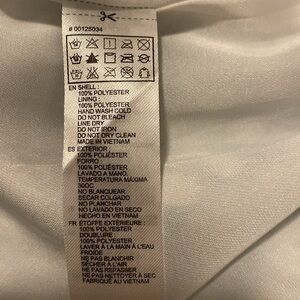 # 00125034
EN SHELL :
100% POLYESTER
LINING :
100% POLYESTER
HAND WASH COLD
DO NOT BLEACH
LINE DRY
DO NOT IRON
DO NOT DRY CLEAN
MADE IN VIETNAM
ES EXTERIOR :
100% POLIÉSTER
FORRO :
100% POLIÉSTER
LAVADO A MANO
TEMPERATURA MÁXIMA
30OC
NO BLANQUEAR
SECAR COLGADO
NO PLANCHAR
NO LAVADO EN SECO
HECHO EN VIETNAM
FR ÉTOFFE EXTÉRIEURE :
100% POLYESTER
DOUBLURE :
100% POLYESTER
LAVER À LA MAIN À L'EAU
FROIDE
NE PAS BLANCHIR
SÉCHER À L'AIR
NE PAS REPASSER
NE PAS NETTOYER À SEC
FABRIQUÉ AU VIETNAM